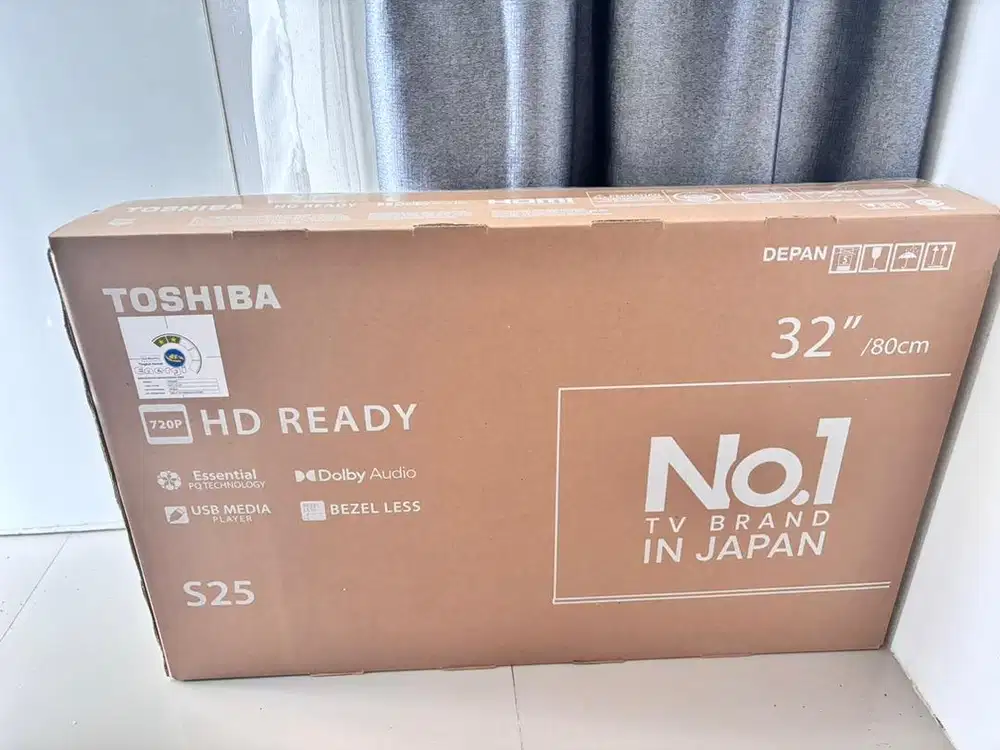 TOSHIBA HD READY HDMI
DEPAN
TOSHIBA
32" /80cm
720P HD READY
Essential
PQ TECHNOLOGY
Dolby Audio
USB MEDIA
PLAYER
BEZEL LESS
No.1
TV BRAND
IN JAPAN
S25